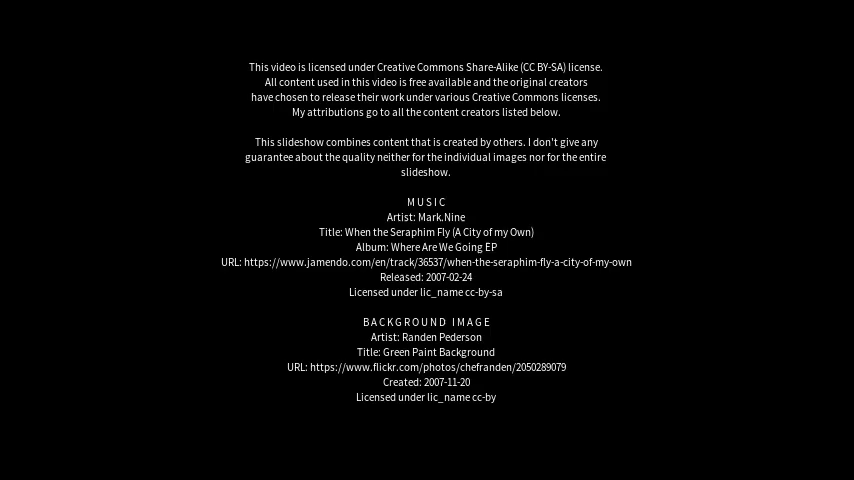 This video is licensed under Creative Commons Share-Alike (CC BY-SA) license.
All content used in this video is free available and the original creators
have chosen to release their work under various Creative Commons licenses.
My attributions go to all the content creators listed below.
This slideshow combines content that is created by others. I don't give any
guarantee about the quality neither for the individual images nor for the entire
slideshow.
MUSIC
Artist: Mark.Nine
Title: When the Seraphim Fly (A City of my Own)
Album: Where Are We Going EP
URL: https://www.jamendo.com/en/track/36537/when-the-seraphim-fly-a-city-of-my-own
Released: 2007-02-24
Licensed under lic_name cc-by-sa
BACKGROUND IMAGE
Artist: Randen Pederson
Title: Green Paint Background
URL: https://www.flickr.com/photos/chefranden/2050289079
Created: 2007-11-20
Licensed under lic_name cc-by